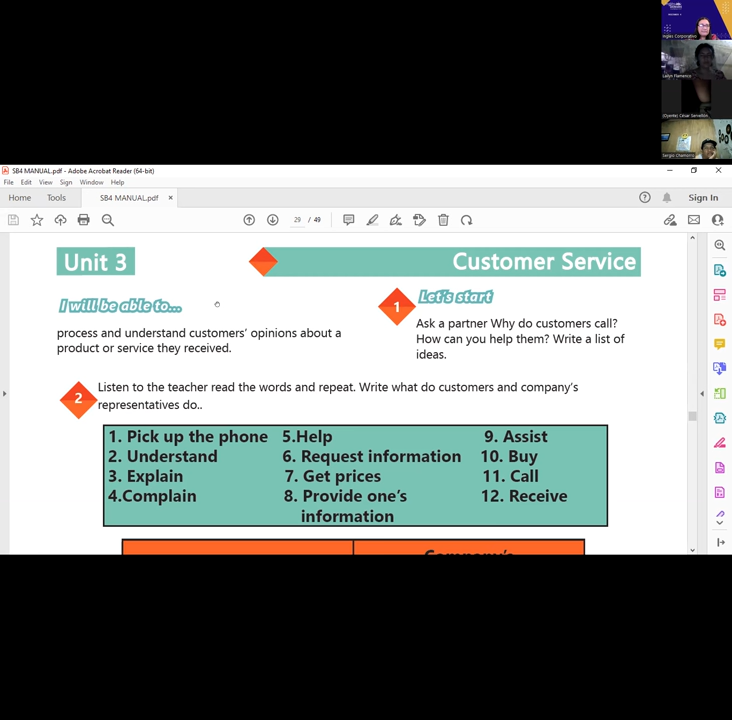 Ingles Corporativo
Lailyn Flamenco
(Oyente) César Servellón
Sergio Chamorro
SB4 MANUAL.pdf - Adobe Acrobat Reader (64-bit)
File Edit View Sign Window Help
Home Tools SB4 MANUAL.pdf × Sign In
29 / 49
Unit 3 Customer Service
I will be able to...
process and understand customers' opinions about a
product or service they received.
1 Let's start
Ask a partner Why do customers call?
How can you help them? Write a list of
ideas.
2 Listen to the teacher read the words and repeat. Write what do customers and company's
representatives do..
1. Pick up the phone 5.Help 9. Assist
2. Understand 6. Request information 10. Buy
3. Explain 7. Get prices 11. Call
4.Complain 8. Provide one's 12. Receive
information
Company's